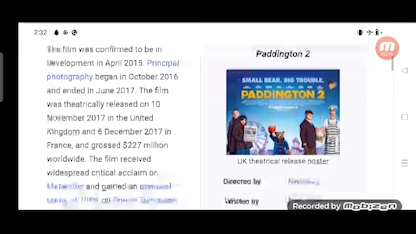 2:32
The film was confirmed to be in
development in April 2015. Principal
photography began in October 2016
and ended in June 2017. The film
was theatrically released on 10
November 2017 in the United
Kingdom and 6 December 2017 in
France, and grossed $227 million
worldwide. The film received
widespread critical acclaim on
Metacritic and gained an
Paddington 2
SMALL BEAR. BIG TROUBLE.
PADDINGTON 2
UK theatrical release poster
Directed by
Written by
Recorded by Mobizen